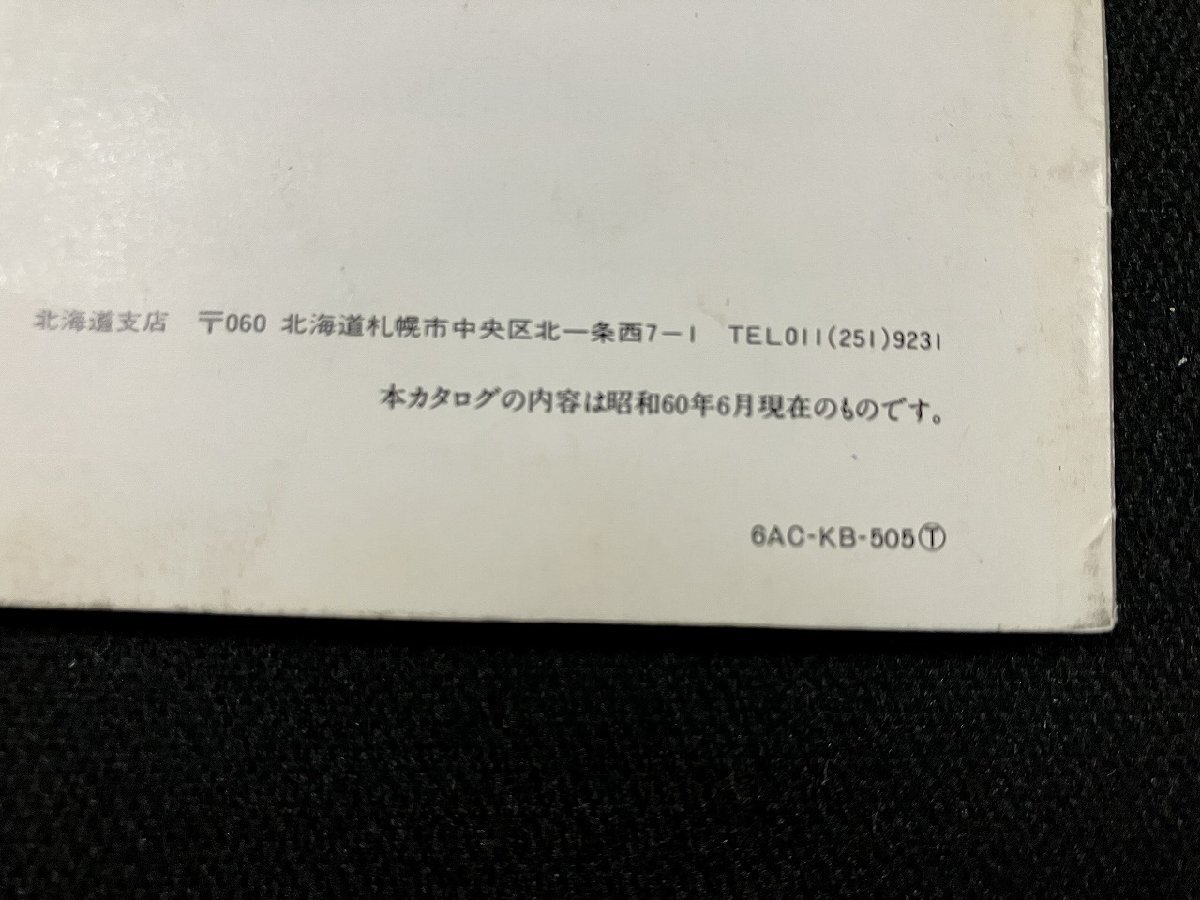 北海道支店 〒060 北海道札幌市中央区北一条西7-1 TEL011(251)9231
本カタログの内容は昭和60年6月現在のものです。
6AC-KB-505Ⓣ